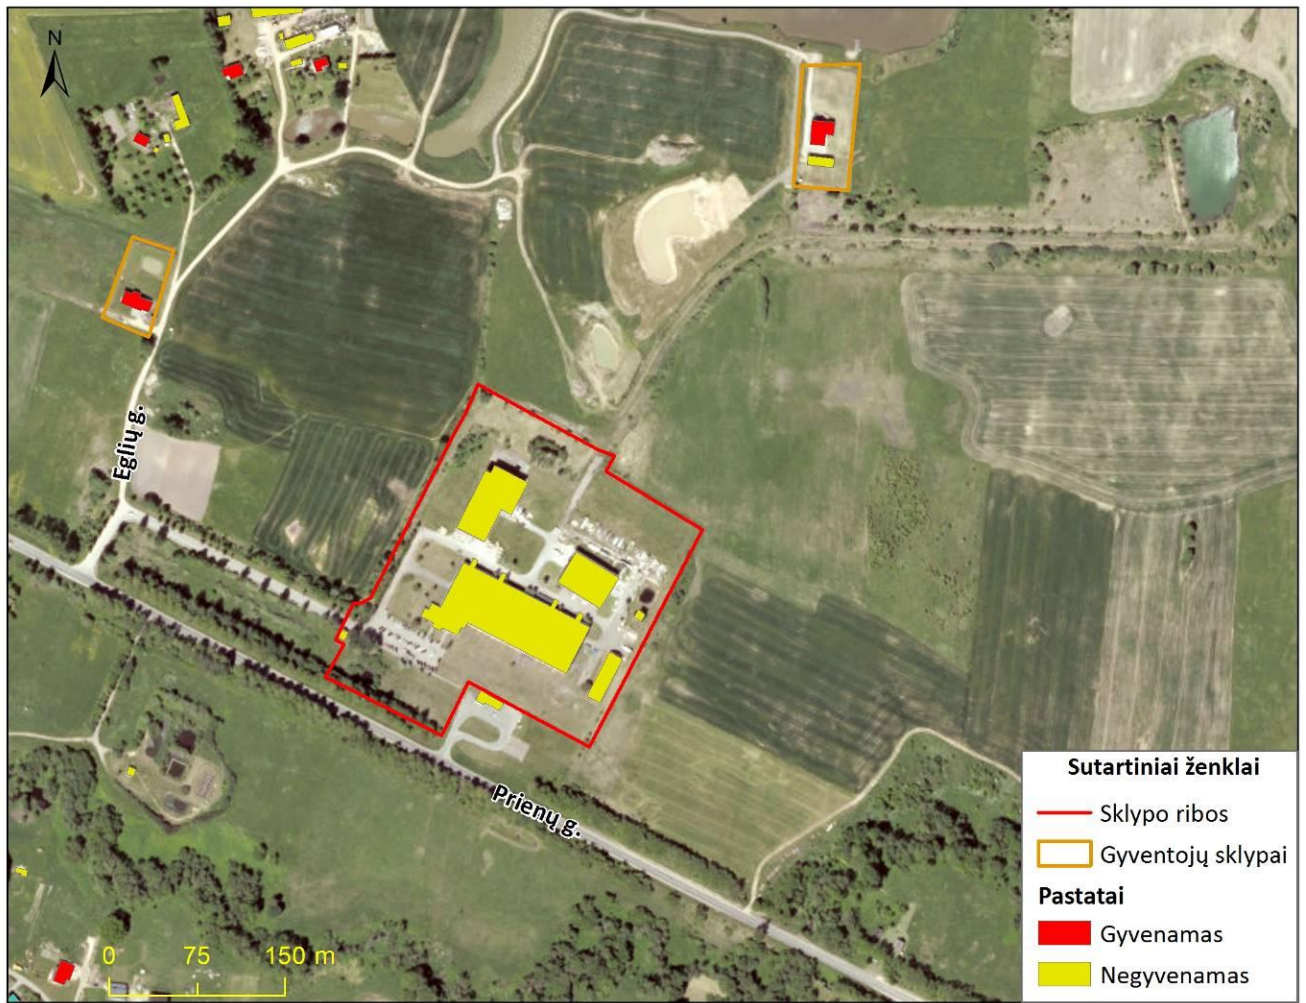 N
Eglių g.
Prienų g.
0 75 150 m
Sutartiniai ženklai
Sklypo ribos
Gyventojų sklypai
Pastatai
Gyvenamas
Negyvenamas